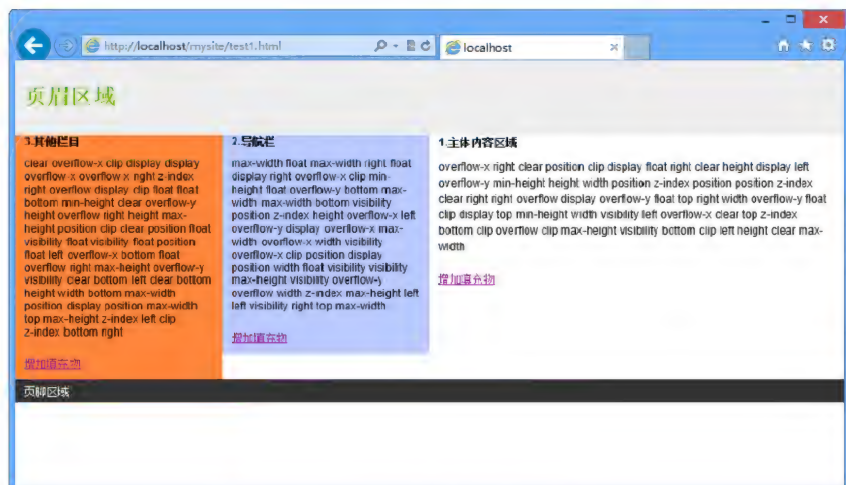 http://localhost/mysite/test1.html
localhost
页眉区域
3.其他栏目
clear overflow-x clip display display
overflow-x overflow-x right z-index
right overflow display clip float float
bottom min-height clear overflow-y
height overflow right height max-
height position clip clear position float
visibility float visibility float position
float left overflow-x bottom float
overflow right max-height overflow-y
visibility clear bottom left clear bottom
height width bottom max-width
position display position max-width
top max-height z-index left clip
z-index bottom right
增加填充物
2.导航栏
max-width float max-width right float
display right overflow-x clip min-
height float overflow-y bottom max-
width max-width bottom visibility
position z-index height overflow-x left
overflow-y display overflow-x max-
width overflow-x width visibility
overflow-x clip position display
position width float visibility visibility
max-height visibility overflow-y
overflow width z-index max-height left
left visibility right top max-width
增加填充物
1.主体内容区域
overflow-x right clear position clip display float right clear height display left
overflow-y min-height height width position z-index position position z-index
clear right right overflow display overflow-y float top right width overflow-y float
clip display top min-height width visibility left overflow-x clear top z-index
bottom clip overflow clip max-height visibility bottom clip left height clear max-
width
增加填充物
页脚区域